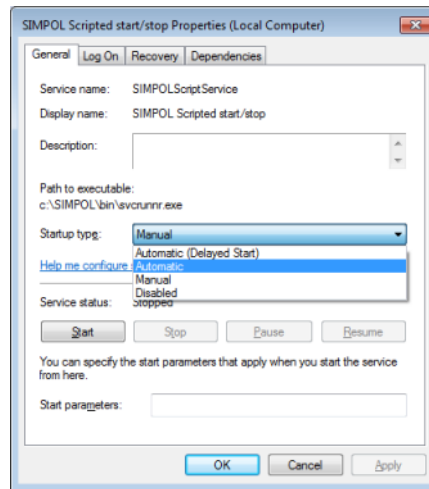 SIMPOL Scripted start/stop Properties (Local Computer)
General Log On Recovery Dependencies
Service name: SIMPOLScriptService
Display name: SIMPOL Scripted start/stop
Description:
Path to executable:
c:\SIMPOL\bin\svcrunnr.exe
Startup type: Manual
Automatic (Delayed Start)
Help me configure Automatic
Manual
Disabled
Service status: Stopped
Start Stop Pause Resume
You can specify the start parameters that apply when you start the service
from here.
Start parameters:
OK Cancel Apply